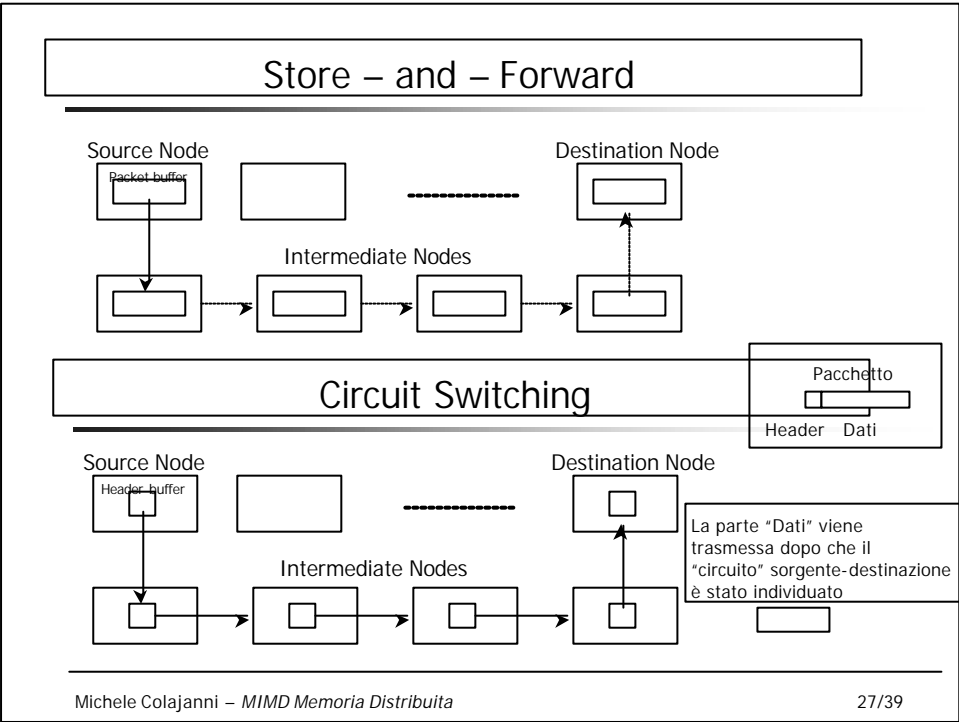 Store – and – Forward
Source Node
Destination Node
Packet buffer
Intermediate Nodes
Circuit Switching
Pacchetto
Header Dati
Source Node
Destination Node
Header buffer
La parte "Dati" viene
trasmessa dopo che il
"circuito" sorgente-destinazione
è stato individuato
Intermediate Nodes
Michele Colajanni – MIMD Memoria Distribuita
27/39